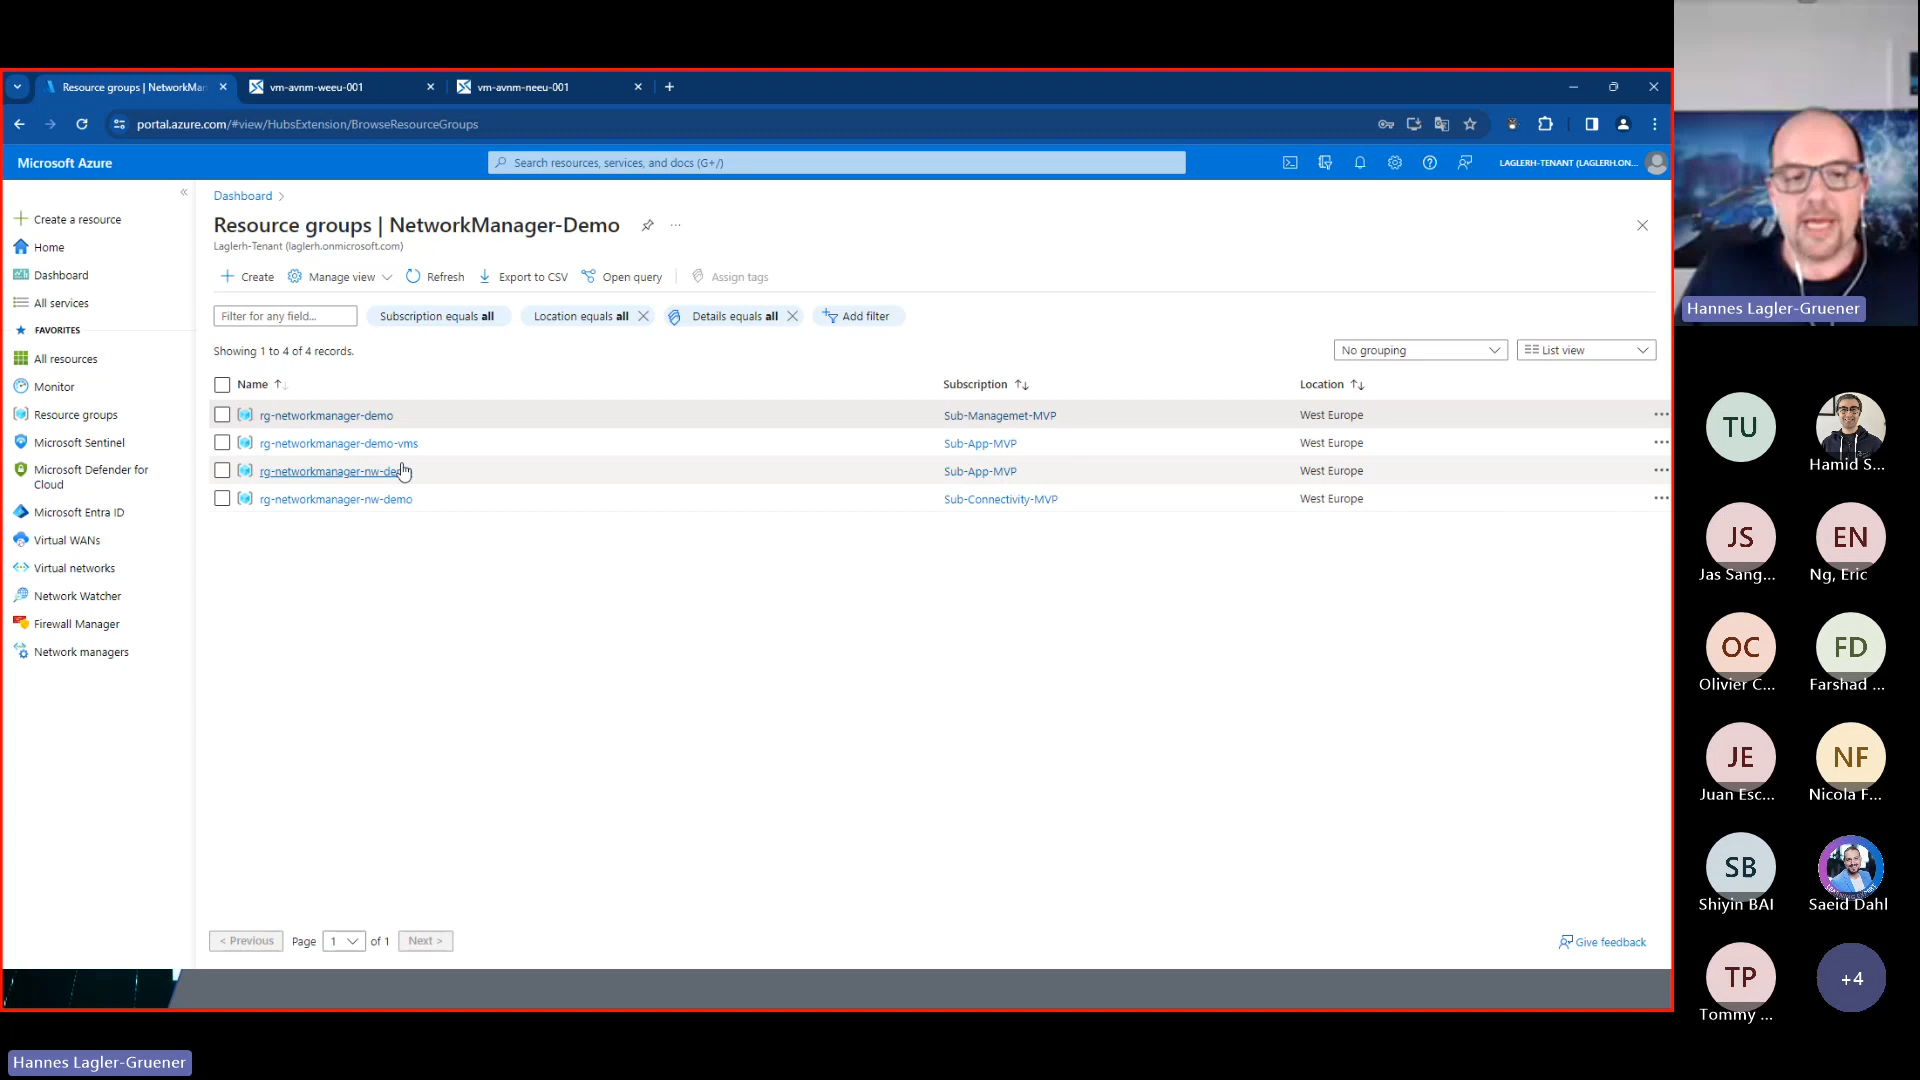 Resource groups | NetworkMan
vm-avnm-weeu-001
vm-avnm-neeu-001
portal.azure.com/#view/HubsExtension/BrowseResourceGroups
Microsoft Azure
Search resources, services, and docs (G+/)
LAGLERH-TENANT (LAGLERH.ON...
Create a resource
Home
Dashboard
All services
FAVORITES
All resources
Monitor
Resource groups
Microsoft Sentinel
Microsoft Defender for
Cloud
Microsoft Entra ID
Virtual WANs
Virtual networks
Network Watcher
Firewall Manager
Network managers
Dashboard
Resource groups | NetworkManager-Demo
Laglerh-Tenant (laglerh.onmicrosoft.com)
Create
Manage view
Refresh
Export to CSV
Open query
Assign tags
Filter for any field...
Subscription equals all
Location equals all
Details equals all
Add filter
Showing 1 to 4 of 4 records.
No grouping
List view
Name
Subscription
Location
rg-networkmanager-demo
Sub-Managemet-MVP
West Europe
rg-networkmanager-demo-vms
Sub-App-MVP
West Europe
Sub-App-MVP
West Europe
rg-networkmanager-nw-demo
Sub-Connectivity-MVP
West Europe
< Previous
Page
1
of 1
Next >
Give feedback
Hannes Lagler-Gruener
TU
Hamid S...
JS
Jas Sang...
EN
Ng, Eric
OC
Olivier C...
FD
Farshad ...
JE
Juan Esc...
NF
Nicola F...
SB
Shiyin BAI
Saeid Dahl
TP
Tommy ...
+4
Hannes Lagler-Gruener